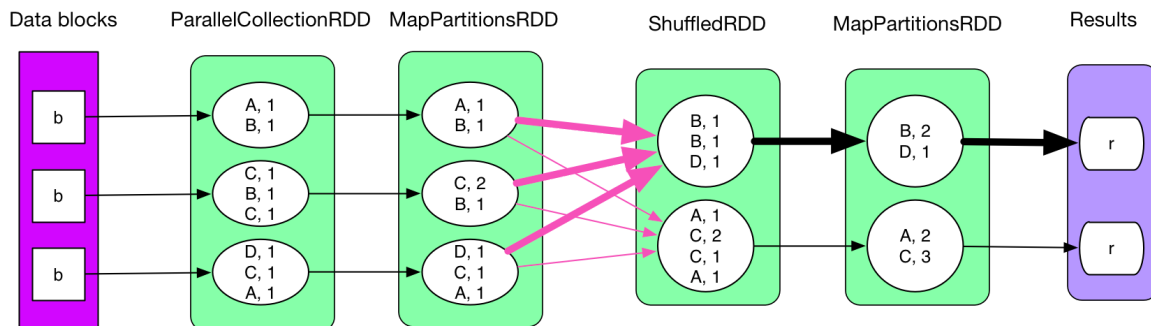 Data blocks
ParallelCollectionRDD
MapPartitionsRDD
ShuffledRDD
MapPartitionsRDD
Results
b
b
b
A, 1
B, 1
C, 1
B, 1
C, 1
D, 1
C, 1
A, 1
A, 1
B, 1
C, 2
B, 1
D, 1
C, 1
A, 1
B, 1
B, 1
D, 1
A, 1
C, 2
C, 1
A, 1
B, 2
D, 1
A, 2
C, 3
r
r